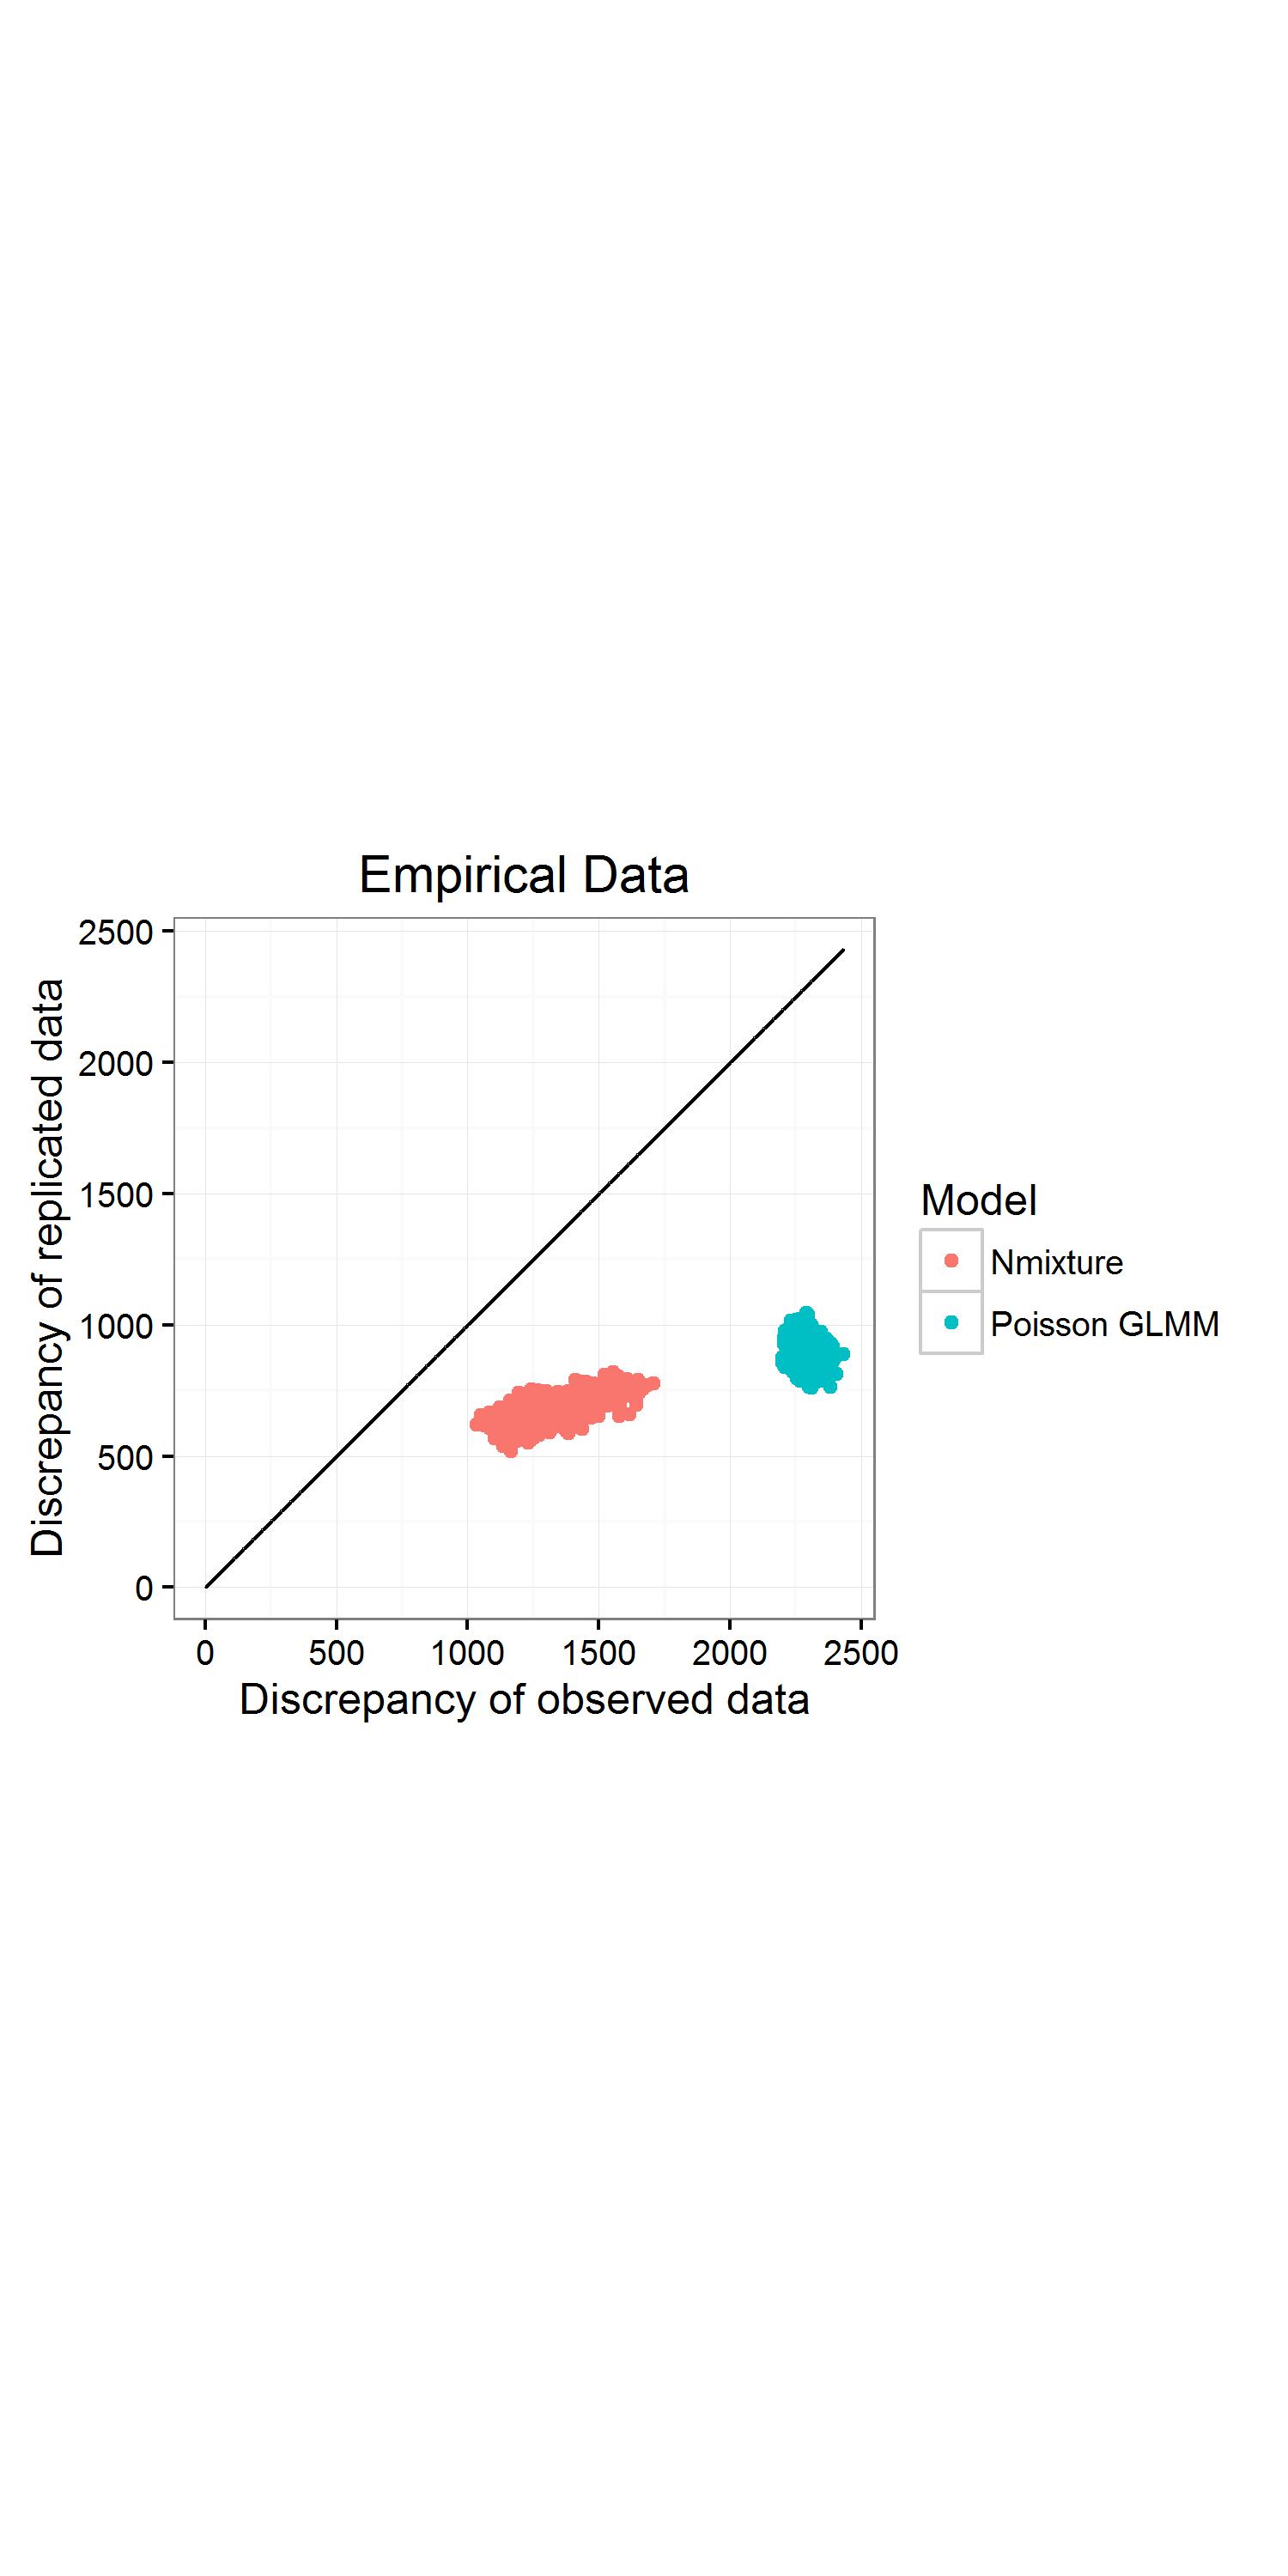 Empirical Data
2500
2000
1500
1000
500
0
Discrepancy of replicated data
0 500 1000 1500 2000 2500
Discrepancy of observed data
Model
Nmixture
Poisson GLMM